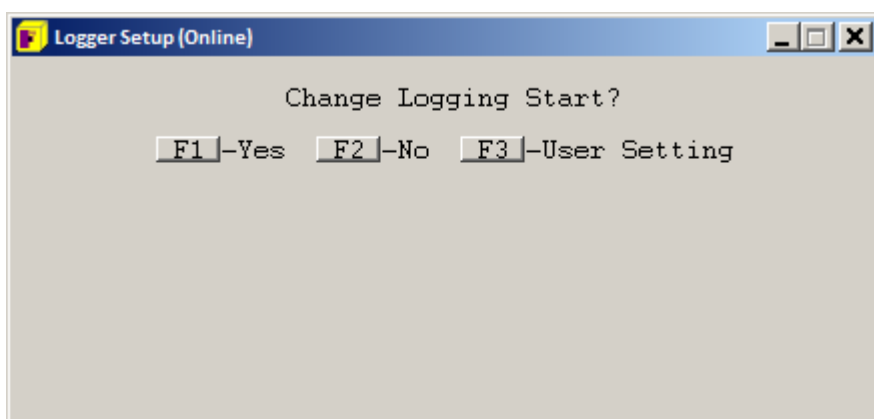 Logger Setup (Online)
Change Logging Start?
F1 -Yes F2 -No F3 -User Setting